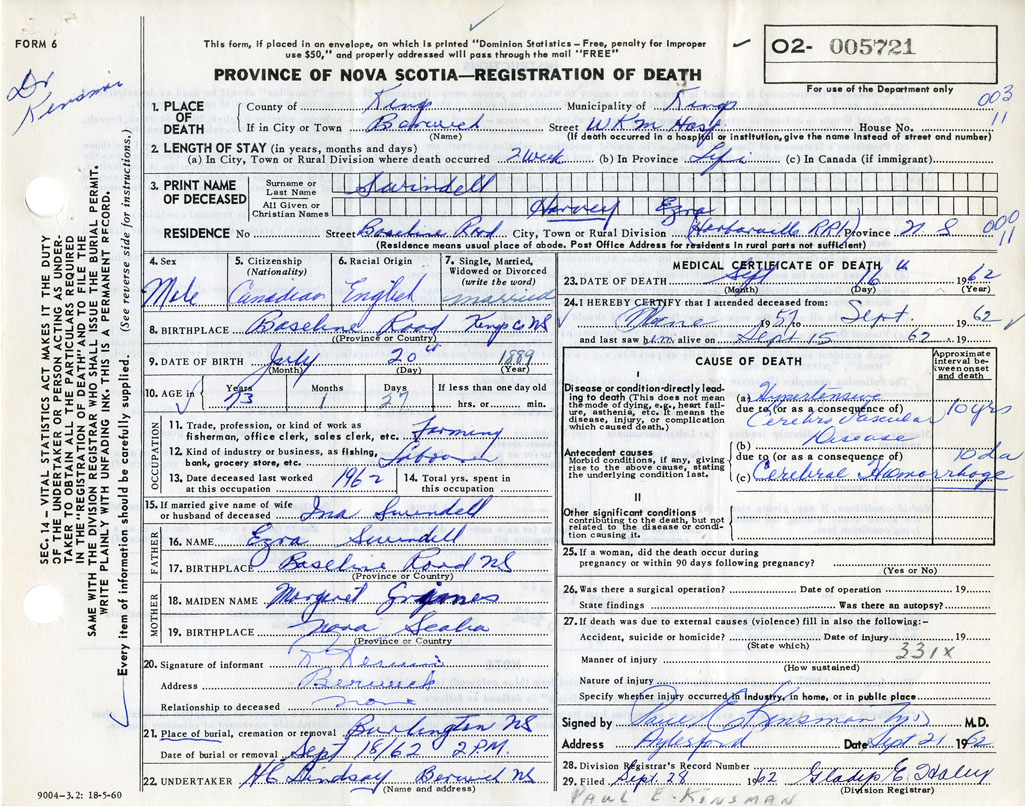 FORM 6
This form, if placed in an envelope, on which is printed "Dominion Statistics – Free, penalty for improper
use $50," and properly addressed will pass through the mail "FREE"
02- 005721
For use of the Department only
Dr
Kinsman
PROVINCE OF NOVA SCOTIA—REGISTRATION OF DEATH
003
11
1. PLACE OF DEATH
County of Kings Municipality of Kings
If in City or Town Berwick Street W K M Hosp House No.
(Name) (If death occurred in a hospital or institution, give the name instead of street and number)
2. LENGTH OF STAY (in years, months and days)
(a) In City, Town or Rural Division where death occurred 2 Week (b) In Province Life (c) In Canada (if immigrant)
3. PRINT NAME OF DECEASED
Surname or Last Name Swindell
All Given or Christian Names Harvey Ezra
RESIDENCE No Street Baseline Road City, Town or Rural Division (Harbourville RR1) Province N S
000
11
(Residence means usual place of abode. Post Office Address for residents in rural parts not sufficient)
4. Sex Male
5. Citizenship (Nationality) Canadian
6. Racial Origin English
7. Single, Married, Widowed or Divorced (write the word) married
8. BIRTHPLACE Baseline Road Kings Co NS
(Province or Country)
9. DATE OF BIRTH July 20th 1889
(Month) (Day) (Year)
10. AGE in Years 73 Months 1 Days 27 If less than one day old hrs. or min.
OCCUPATION
11. Trade, profession, or kind of work as fisherman, office clerk, sales clerk, etc. Farming
12. Kind of industry or business, as fishing, bank, grocery store, etc. Labour
13. Date deceased last worked at this occupation 1962
14. Total yrs. spent in this occupation
15. If married give name of wife or husband of deceased Ina Swindell
FATHER
16. NAME Ezra Swindell
17. BIRTHPLACE Baseline Road NS
(Province or Country)
MOTHER
18. MAIDEN NAME Margaret Grimes
19. BIRTHPLACE Nova Scotia
(Province or Country)
20. Signature of informant
Address Berwick
Relationship to deceased none
21. Place of burial, cremation or removal Burlington NS
Date of burial or removal Sept 18/62 2 P.M.
22. UNDERTAKER H C Lindsay Berwick NS
(Name and address)
9004-3.2: 18-5-60
SEC. 14 – VITAL STATISTICS ACT MAKES IT THE DUTY
OF THE UNDERTAKER OR PERSON ACTING AS UNDER-
TAKER TO OBTAIN ALL THE PARTICULARS REQUIRED
IN THE "REGISTRATION OF DEATH" AND TO FILE THE
SAME WITH THE DIVISION REGISTRAR WHO SHALL ISSUE THE BURIAL PERMIT.
WRITE PLAINLY WITH UNFADING INK. THIS IS A PERMANENT RECORD.
Every item of information should be carefully supplied. (See reverse side for instructions.)
MEDICAL CERTIFICATE OF DEATH
23. DATE OF DEATH Sept 16th 1962
(Month) (Day) (Year)
24. I HEREBY CERTIFY that I attended deceased from:
1957 to Sept. 1962
and last saw him alive on Sept 15 62 19
CAUSE OF DEATH
Approximate interval between onset and death
I
Disease or condition directly leading to death (This does not mean the mode of dying, e.g., heart failure, asthenia, etc. It means the disease, injury, or complication which caused death.)
(a) Hypertensive
due to (or as a consequence of)
Cerebro Vascular 10 yrs
Disease
Antecedent causes
Morbid conditions, if any, giving rise to the above cause, stating the underlying condition last.
(b)
due to (or as a consequence of) 10 da
(c) Cerebral Hæmorrhage
II
Other significant conditions
contributing to the death, but not related to the disease or condition causing it.
25. If a woman, did the death occur during
pregnancy or within 90 days following pregnancy?
(Yes or No)
26. Was there a surgical operation? Date of operation 19
State findings Was there an autopsy?
27. If death was due to external causes (violence) fill in also the following:–
Accident, suicide or homicide? Date of injury 19
(State which)
331X
Manner of injury
(How sustained)
Nature of injury
Specify whether injury occurred in industry, in home, or in public place
Signed by Paul E. Kinsman MD M.D.
Address Aylesford Date Sept 21 1962
28. Division Registrar's Record Number
29. Filed Sept. 28 1962 Gladys E. Haley
(Division Registrar)
PAUL E. KINSMAN